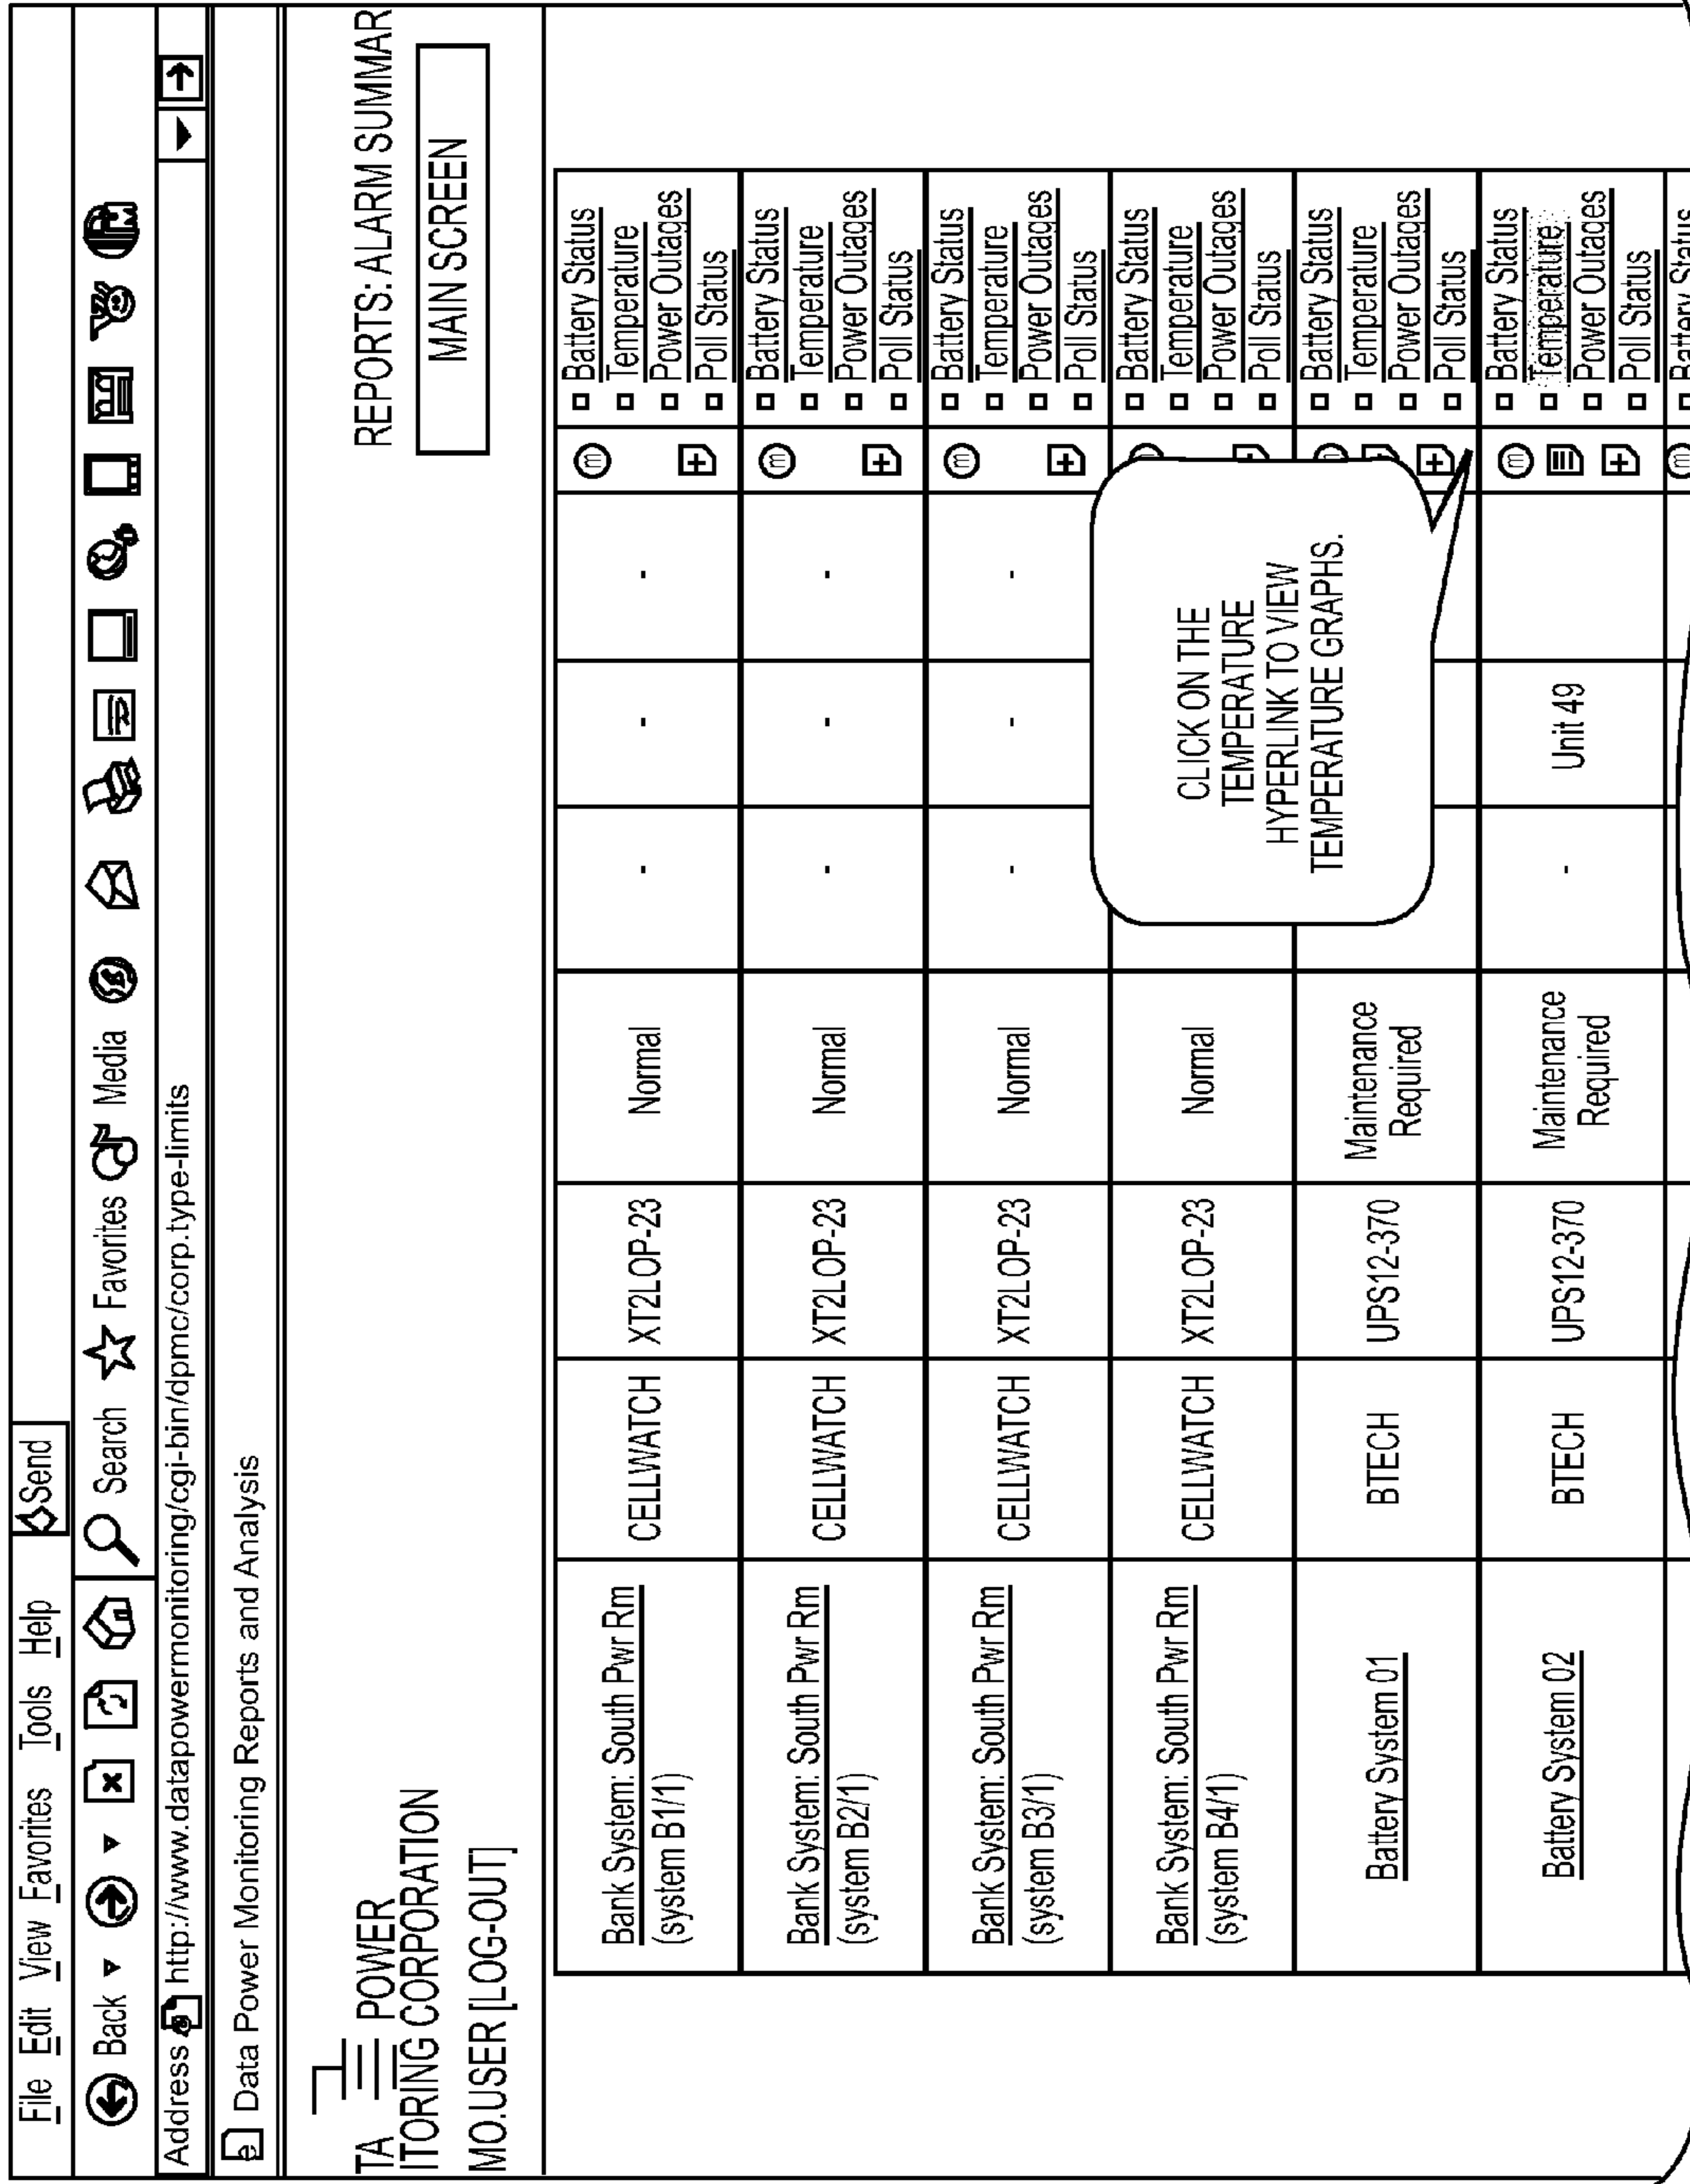 File Edit View Favorites Tools Help Send
Back Search Favorites Media
Address http://www.datapowermonitoring/cgi-bin/dpmc/corp.type-limits
Data Power Monitoring Reports and Analysis
TA POWER
ITORING CORPORATION
MO.USER [LOG-OUT]
REPORTS: ALARM SUMMAR
MAIN SCREEN
Bank System: South Pwr Rm
(system B1/1)
CELLWATCH
XT2LOP-23
Normal
-
-
-
m
+
Battery Status
Temperature
Power Outages
Poll Status
Bank System: South Pwr Rm
(system B2/1)
CELLWATCH
XT2LOP-23
Normal
-
-
-
m
+
Battery Status
Temperature
Power Outages
Poll Status
Bank System: South Pwr Rm
(system B3/1)
CELLWATCH
XT2LOP-23
Normal
-
-
-
m
+
Battery Status
Temperature
Power Outages
Poll Status
Bank System: South Pwr Rm
(system B4/1)
CELLWATCH
XT2LOP-23
Normal
Battery Status
Temperature
Power Outages
Poll Status
CLICK ON THE
TEMPERATURE
HYPERLINK TO VIEW
TEMPERATURE GRAPHS.
Battery System 01
BTECH
UPS12-370
Maintenance
Required
+
Battery Status
Temperature
Power Outages
Poll Status
Battery System 02
BTECH
UPS12-370
Maintenance
Required
-
Unit 49
m
+
Battery Status
Temperature
Power Outages
Poll Status
Battery Status